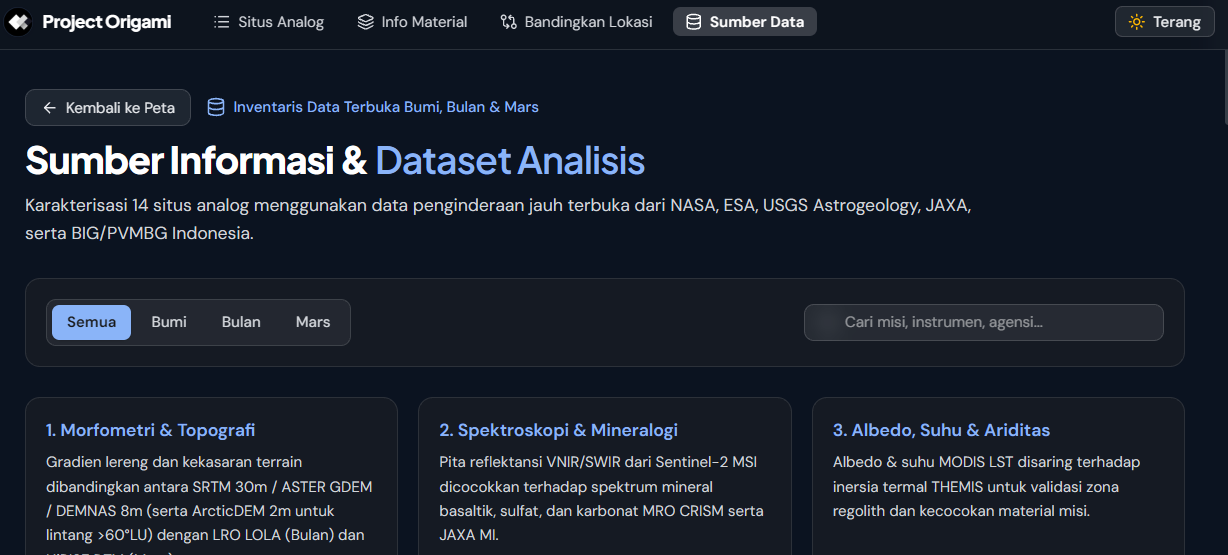 Project Origami
Situs Analog
Info Material
Bandingkan Lokasi
Sumber Data
Terang
Kembali ke Peta
Inventaris Data Terbuka Bumi, Bulan & Mars
Sumber Informasi & Dataset Analisis
Karakterisasi 14 situs analog menggunakan data penginderaan jauh terbuka dari NASA, ESA, USGS Astrogeology, JAXA,
serta BIG/PVMBG Indonesia.
Semua
Bumi
Bulan
Mars
Cari misi, instrumen, agensi...
1. Morfometri & Topografi
Gradien lereng dan kekasaran terrain
dibandingkan antara SRTM 30m / ASTER GDEM
/ DEMNAS 8m (serta ArcticDEM 2m untuk
lintang >60°LU) dengan LRO LOLA (Bulan) dan
2. Spektroskopi & Mineralogi
Pita reflektansi VNIR/SWIR dari Sentinel-2 MSI
dicocokkan terhadap spektrum mineral
basaltik, sulfat, dan karbonat MRO CRISM serta
JAXA MI.
3. Albedo, Suhu & Ariditas
Albedo & suhu MODIS LST disaring terhadap
inersia termal THEMIS untuk validasi zona
regolith dan kecocokan material misi.